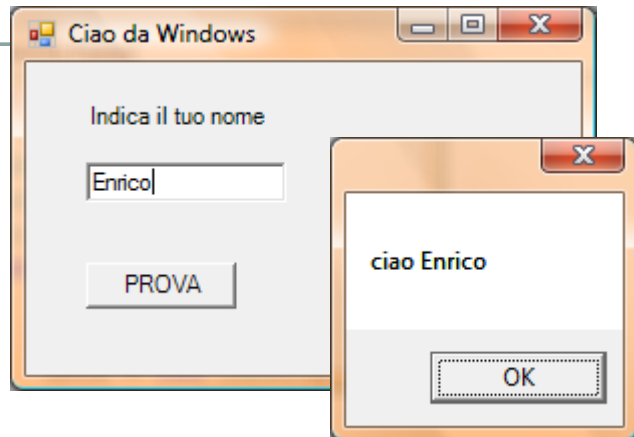 Ciao da Windows
Indica il tuo nome
Enrico
PROVA
ciao Enrico
OK